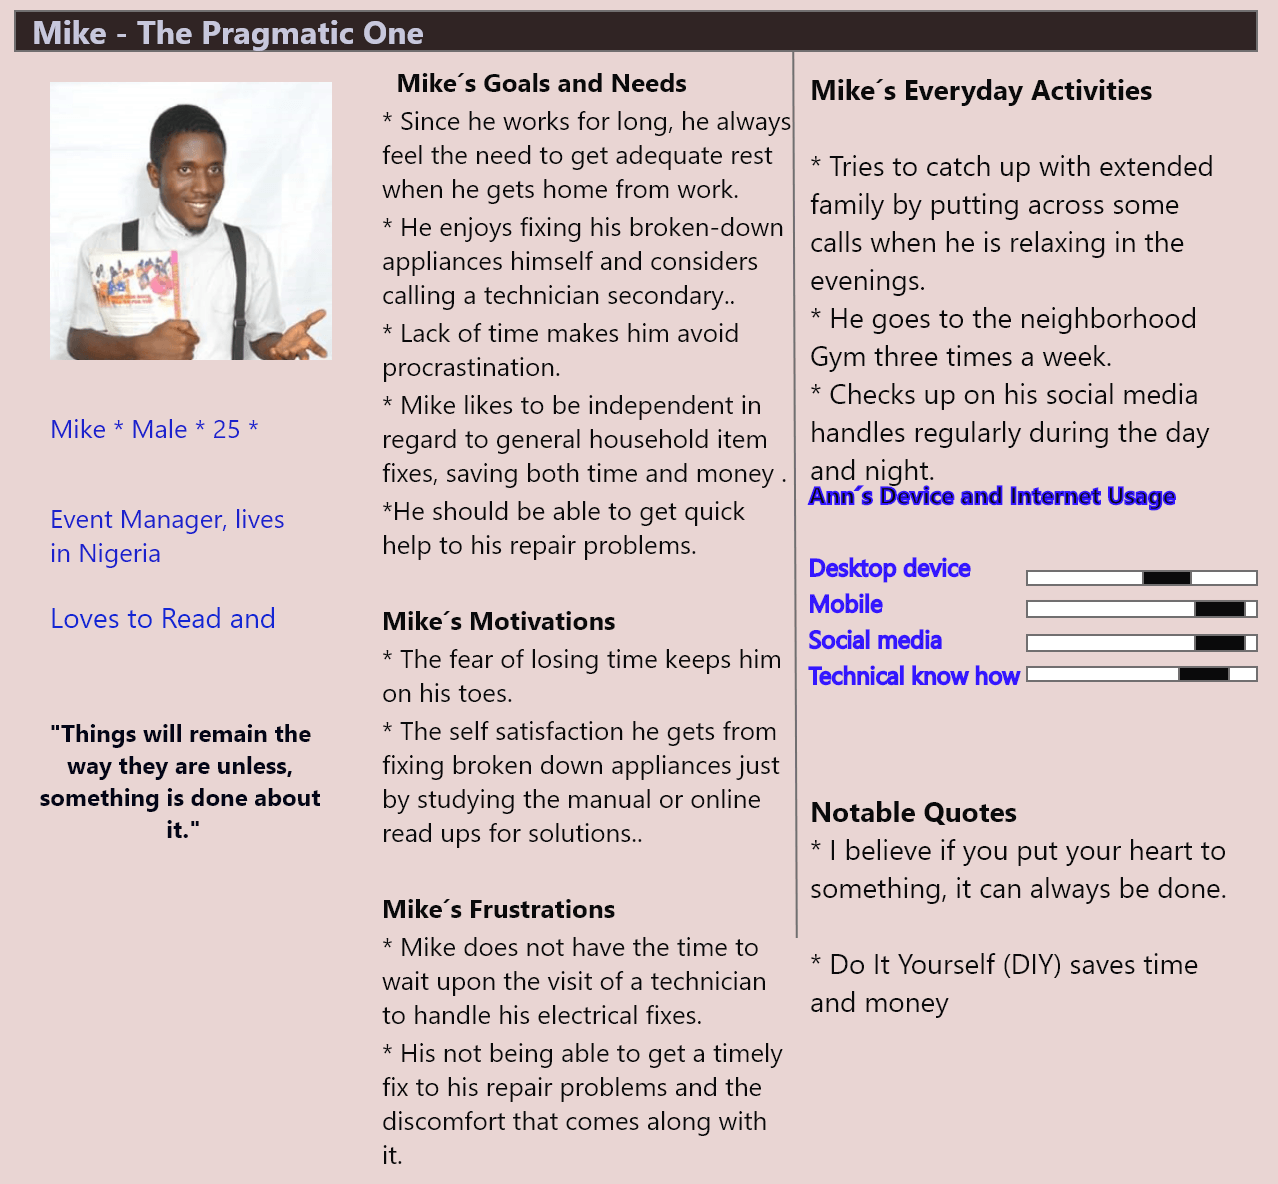 Mike - The Pragmatic One
Mike * Male * 25 *
Event Manager, lives
in Nigeria
Loves to Read and
"Things will remain the
way they are unless,
something is done about
it."
Mike´s Goals and Needs
* Since he works for long, he always
feel the need to get adequate rest
when he gets home from work.
* He enjoys fixing his broken-down
appliances himself and considers
calling a technician secondary..
* Lack of time makes him avoid
procrastination.
* Mike likes to be independent in
regard to general household item
fixes, saving both time and money .
*He should be able to get quick
help to his repair problems.
Mike´s Motivations
* The fear of losing time keeps him
on his toes.
* The self satisfaction he gets from
fixing broken down appliances just
by studying the manual or online
read ups for solutions..
Mike´s Frustrations
* Mike does not have the time to
wait upon the visit of a technician
to handle his electrical fixes.
* His not being able to get a timely
fix to his repair problems and the
discomfort that comes along with
it.
Mike´s Everyday Activities
* Tries to catch up with extended
family by putting across some
calls when he is relaxing in the
evenings.
* He goes to the neighborhood
Gym three times a week.
* Checks up on his social media
handles regularly during the day
and night.
Ann´s Device and Internet Usage
Desktop device
Mobile
Social media
Technical know how
Notable Quotes
* I believe if you put your heart to
something, it can always be done.
* Do It Yourself (DIY) saves time
and money